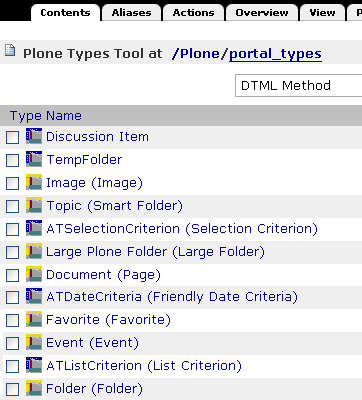 Contents Aliases Actions Overview View
Plone Types Tool at /Plone/portal_types
DTML Method
Type Name
Discussion Item
TempFolder
Image (Image)
Topic (Smart Folder)
ATSelectionCriterion (Selection Criterion)
Large Plone Folder (Large Folder)
Document (Page)
ATDateCriteria (Friendly Date Criteria)
Favorite (Favorite)
Event (Event)
ATListCriterion (List Criterion)
Folder (Folder)